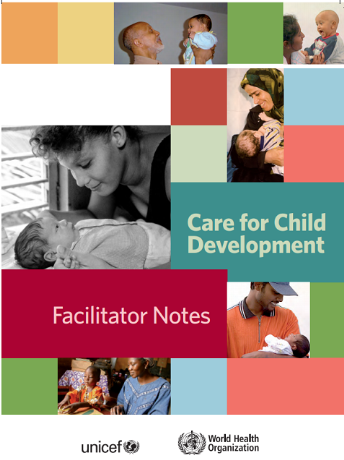 Care for Child
Development
Facilitator Notes
unicef
World Health
Organization